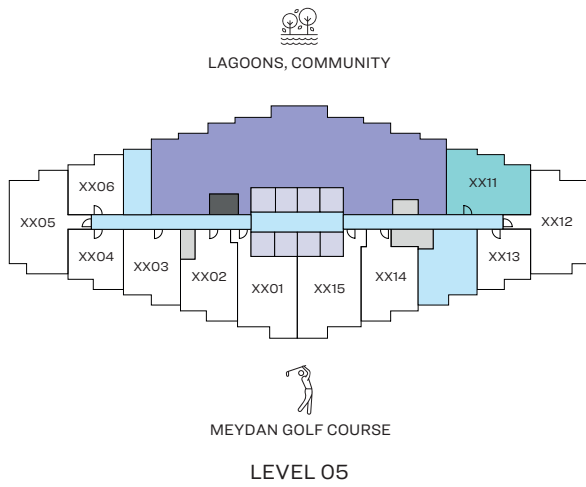 LAGOONS, COMMUNITY
XX06
XX11
XX05
XX12
XX04
XX03
XX02
XX01
XX15
XX14
XX13
MEYDAN GOLF COURSE
LEVEL 05